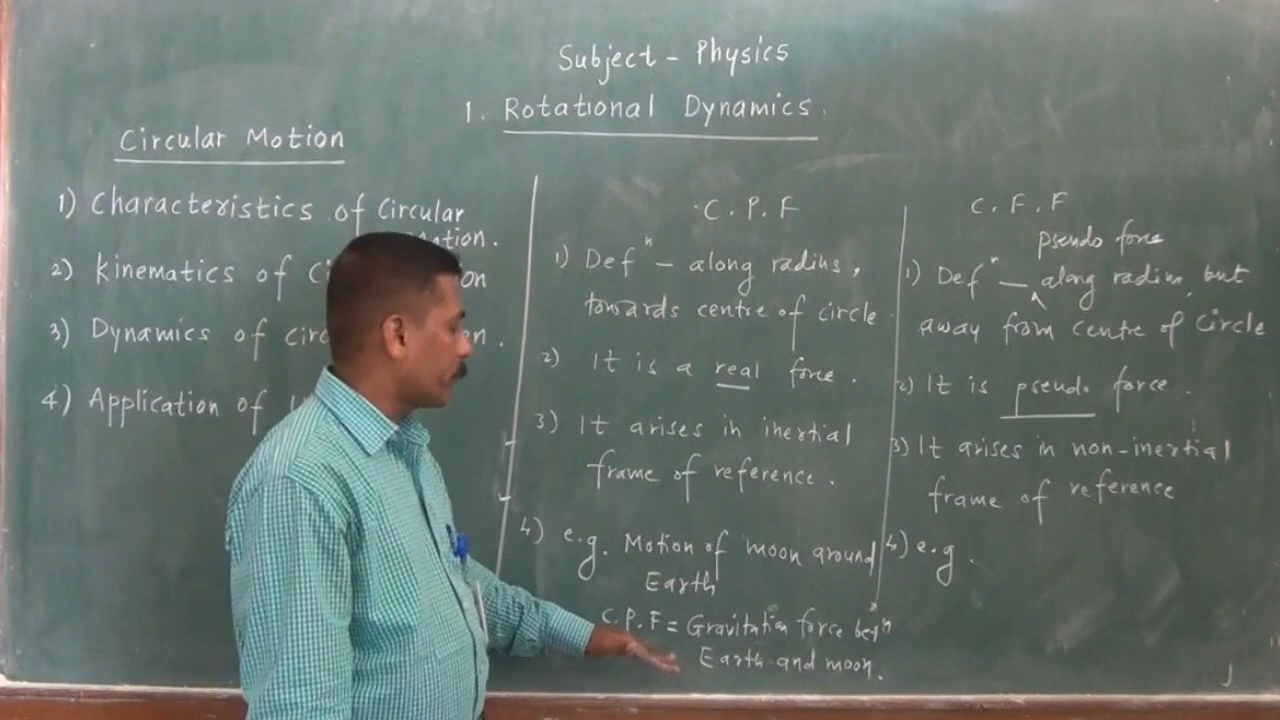 Subject - Physics
1. Rotational Dynamics.
Circular Motion
1) Characteristics of Circular
2) Kinematics of
3) Dynamics of
4) Application of
C.P.F
1) Defⁿ - along radius,
towards centre of circle
2) It is a real force.
3) It arises in inertial
frame of reference.
4) e.g. Motion of moon around
Earth
C.P.F = Gravitation force betⁿ
Earth and moon.
C.F.F
pseudo force
1) Defⁿ — along radius, but
away from centre of circle
2) It is pseudo force.
3) It arises in non-inertial
frame of reference
4) e.g.